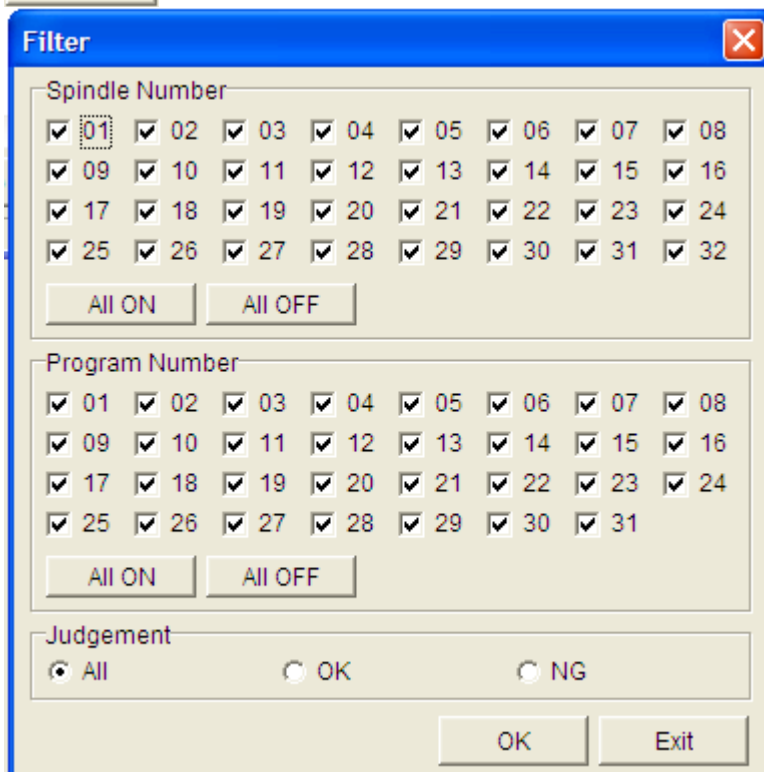 Filter
Spindle Number
01 02 03 04 05 06 07 08
09 10 11 12 13 14 15 16
17 18 19 20 21 22 23 24
25 26 27 28 29 30 31 32
All ON All OFF
Program Number
01 02 03 04 05 06 07 08
09 10 11 12 13 14 15 16
17 18 19 20 21 22 23 24
25 26 27 28 29 30 31
All ON All OFF
Judgement
All OK NG
OK Exit